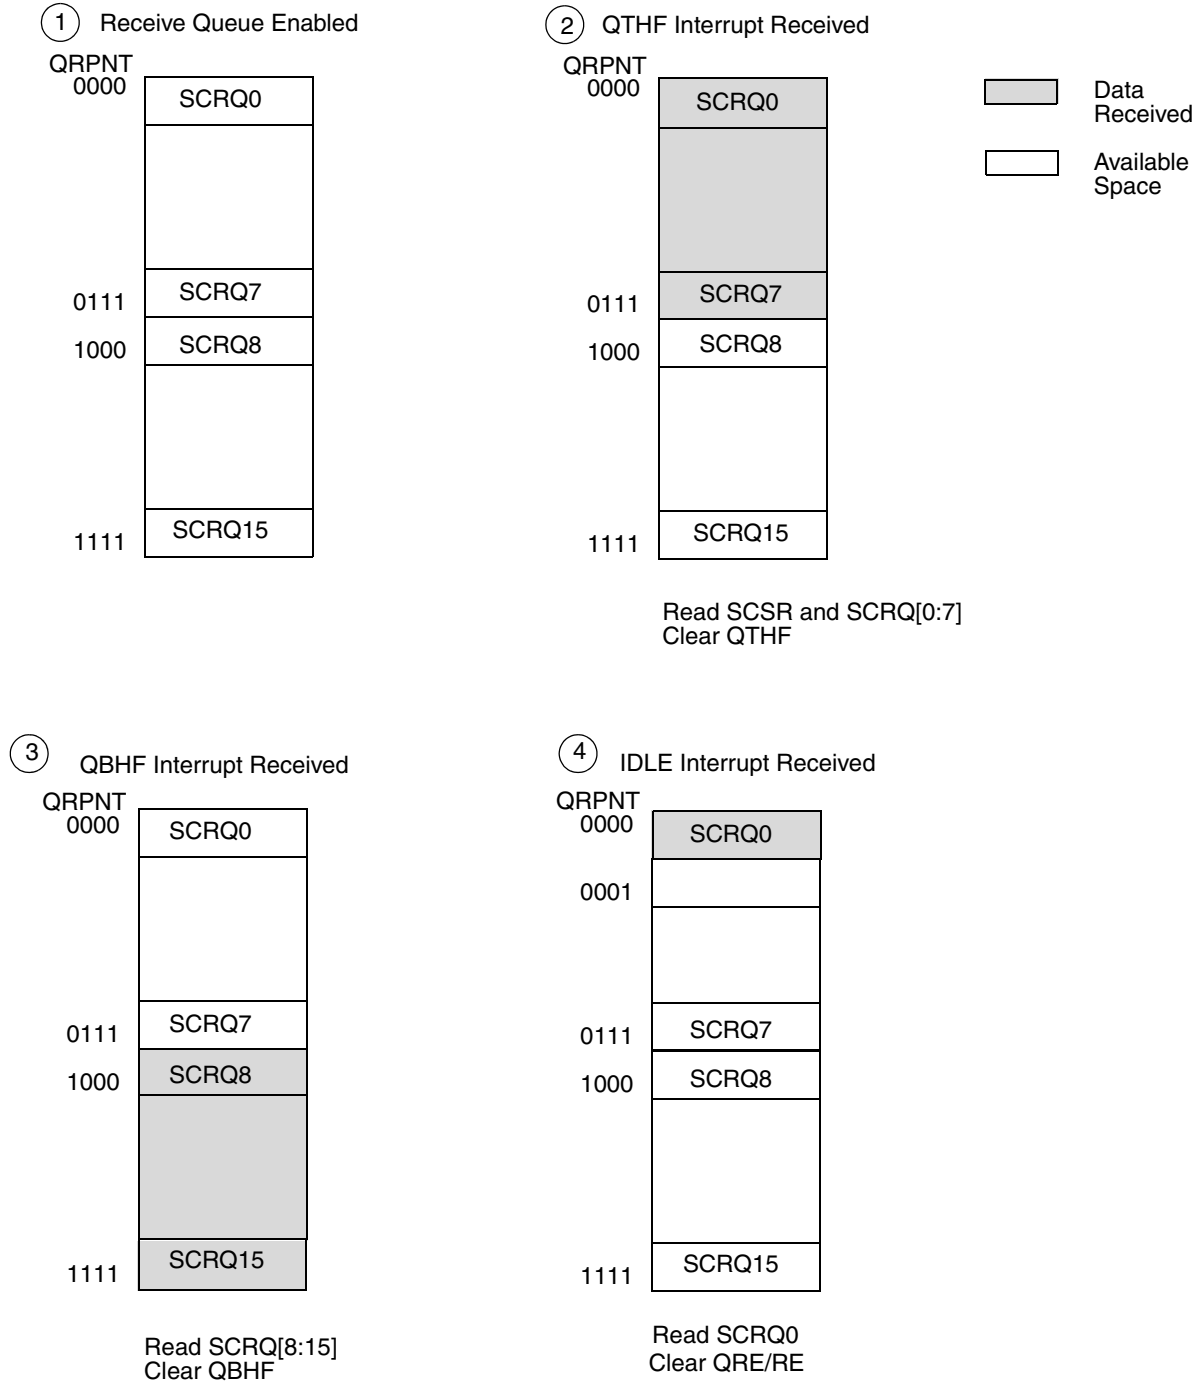 1 Receive Queue Enabled
QRPNT
0000
SCRQ0
0111
SCRQ7
1000
SCRQ8
1111
SCRQ15
2 QTHF Interrupt Received
QRPNT
0000
SCRQ0
0111
SCRQ7
1000
SCRQ8
1111
SCRQ15
Read SCSR and SCRQ[0:7]
Clear QTHF
Data
Received
Available
Space
3 QBHF Interrupt Received
QRPNT
0000
SCRQ0
0111
SCRQ7
1000
SCRQ8
1111
SCRQ15
Read SCRQ[8:15]
Clear QBHF
4 IDLE Interrupt Received
QRPNT
0000
SCRQ0
0001
0111
SCRQ7
1000
SCRQ8
1111
SCRQ15
Read SCRQ0
Clear QRE/RE